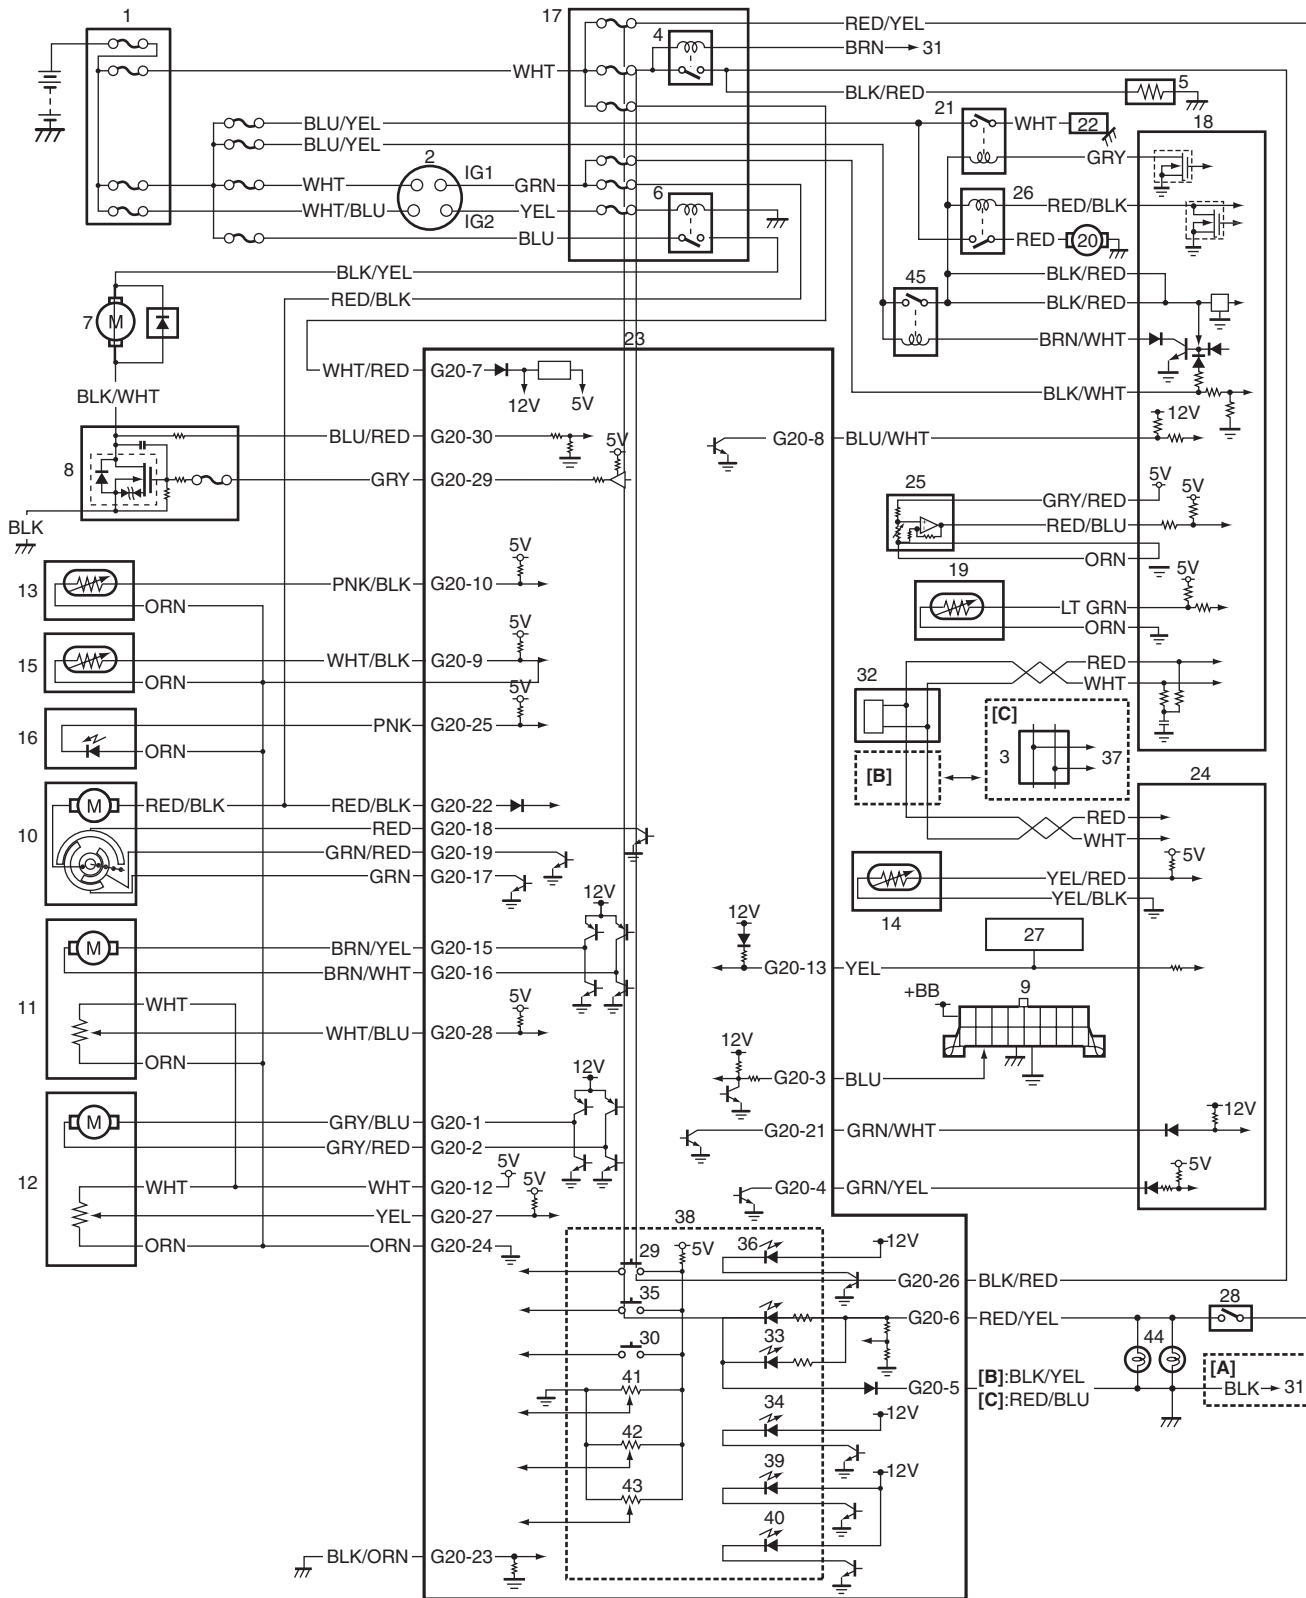 1
17
RED/YEL
4
BRN 31
WHT
BLK/RED
5
21
WHT
22
18
BLU/YEL
BLU/YEL
2
GRY
WHT
IG1
GRN
6
26
RED/BLK
WHT/BLU
IG2
YEL
BLU
RED
20
BLK/YEL
45
BLK/RED
RED/BLK
BLK/RED
7
M
23
BRN/WHT
WHT/RED
G20-7
12V
5V
BLK/WHT
BLK/WHT
12V
BLU/RED
G20-30
5V
G20-8
BLU/WHT
8
GRY
G20-29
25
5V
GRY/RED
5V
BLK
RED/BLU
5V
ORN
13
PNK/BLK
G20-10
19
5V
ORN
LT GRN
5V
ORN
15
WHT/BLK
G20-9
RED
ORN
5V
32
WHT
16
PNK
G20-25
[C]
ORN
3
37
[B]
24
M
RED/BLK
RED/BLK
G20-22
RED
10
RED
G20-18
WHT
GRN/RED
G20-19
5V
GRN
G20-17
12V
YEL/RED
YEL/BLK
12V
14
M
BRN/YEL
G20-15
27
BRN/WHT
G20-16
G20-13
YEL
11
WHT
5V
+BB
9
WHT/BLU
G20-28
12V
ORN
12V
G20-3
BLU
M
GRY/BLU
G20-1
12V
G20-21
GRN/WHT
GRY/RED
G20-2
5V
5V
12
WHT
WHT
G20-12
5V
G20-4
GRN/YEL
YEL
G20-27
38
ORN
ORN
G20-24
29
5V
36
12V
G20-26
BLK/RED
35
28
G20-6
RED/YEL
30
33
44
[A]
41
G20-5
[B]:BLK/YEL
BLK 31
[C]:RED/BLU
34
12V
42
39
12V
43
40
BLK/ORN
G20-23